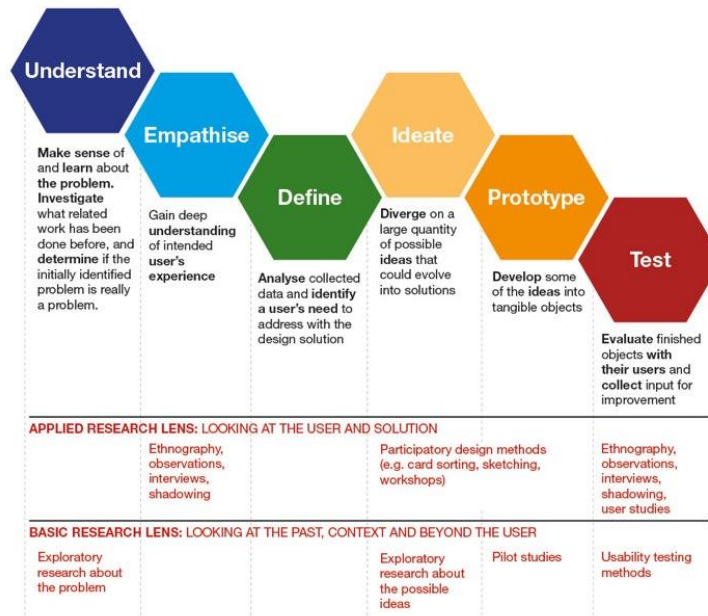 Understand
Make sense of
and learn about
the problem.
Investigate
what related
work has been
done before, and
determine if the
initially identified
problem is really
a problem.
Empathise
Gain deep
understanding
of intended
user's experience
Define
Analyse collected
data and identify
a user's need to
address with the
design solution
Ideate
Diverge on a
large quantity
of possible
ideas that
could evolve
into solutions
Prototype
Develop some
of the ideas into
tangible objects
Test
Evaluate finished
objects with
their users and
collect input for
improvement
APPLIED RESEARCH LENS: LOOKING AT THE USER AND SOLUTION
Ethnography,
observations,
interviews,
shadowing
Participatory design methods
(e.g. card sorting, sketching,
workshops)
Ethnography,
observations,
interviews,
shadowing,
user studies
BASIC RESEARCH LENS: LOOKING AT THE PAST, CONTEXT AND BEYOND THE USER
Exploratory
research about
the problem
Exploratory
research about
the possible
ideas
Pilot studies
Usability testing
methods